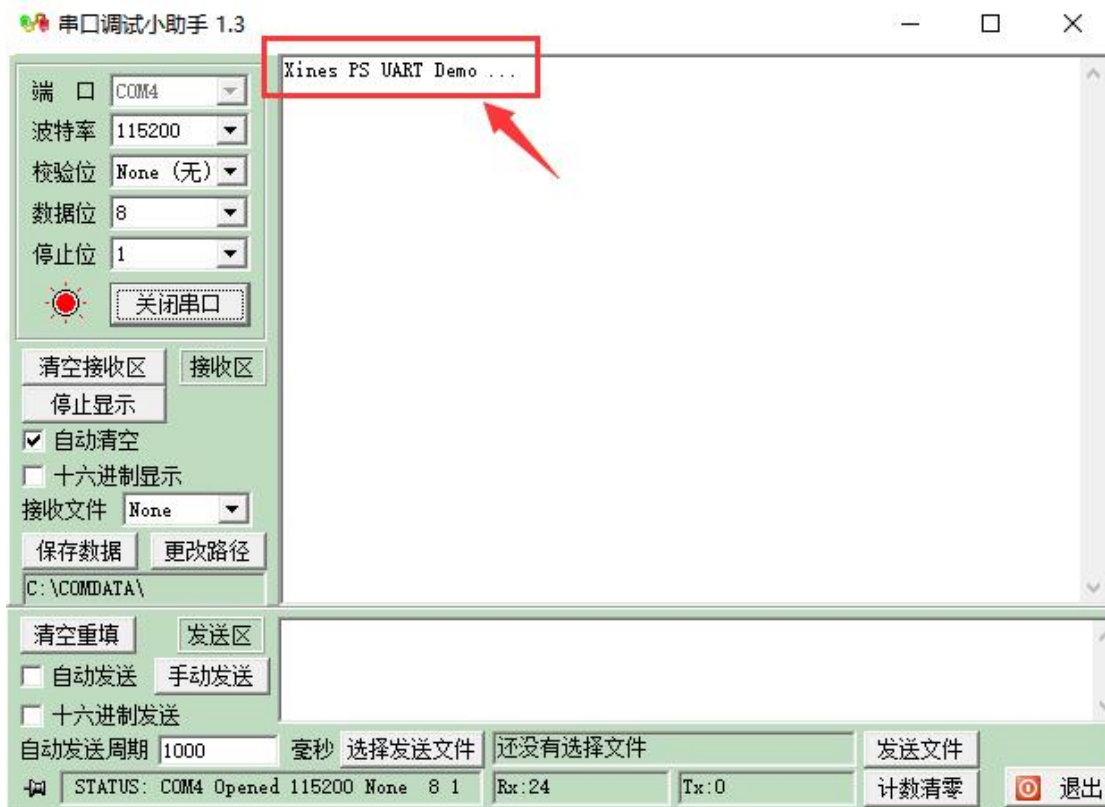 串口调试小助手 1.3
Xines PS UART Demo ...
端 口 COM4
波特率 115200
校验位 None (无)
数据位 8
停止位 1
关闭串口
清空接收区 接收区
停止显示
自动清空
十六进制显示
接收文件 None
保存数据 更改路径
C:\COMDATA\
清空重填 发送区
自动发送 手动发送
十六进制发送
自动发送周期 1000 毫秒 选择发送文件 还没有选择文件 发送文件
STATUS: COM4 Opened 115200 None 8 1 Rx:24 Tx:0 计数清零 退出